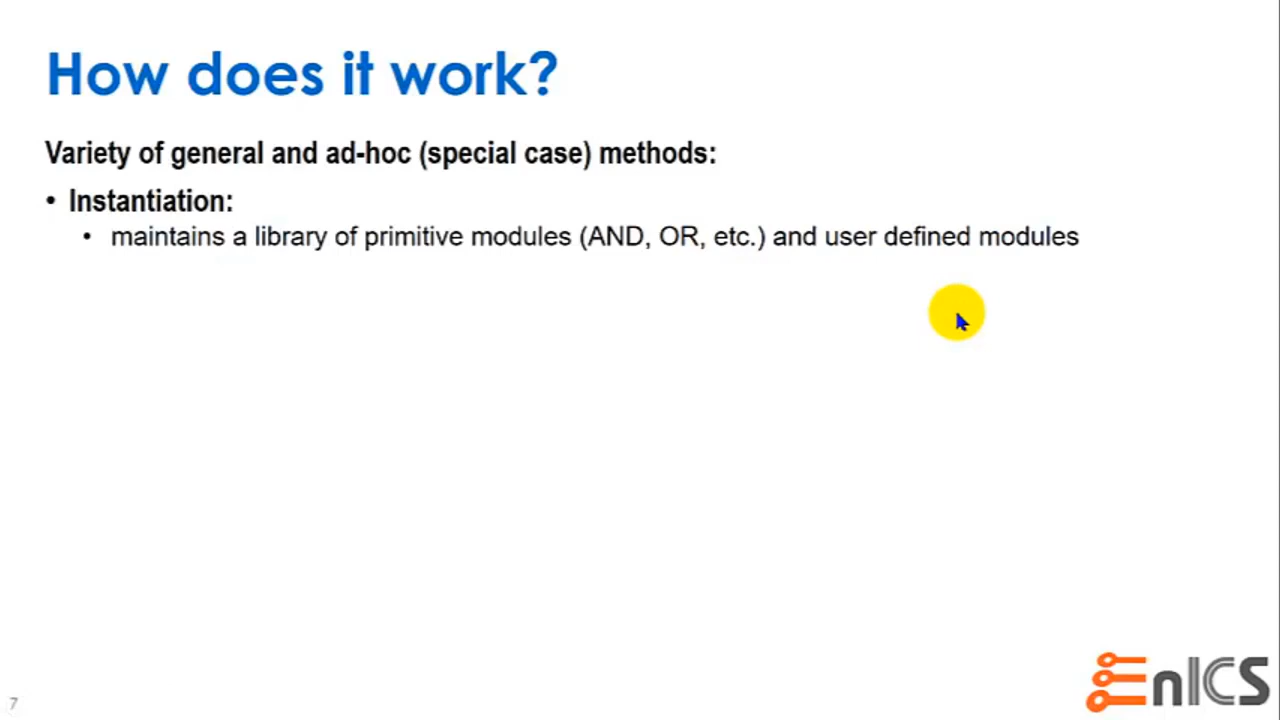 How does it work?
Variety of general and ad-hoc (special case) methods:
• Instantiation:
• maintains a library of primitive modules (AND, OR, etc.) and user defined modules
7
EnICS